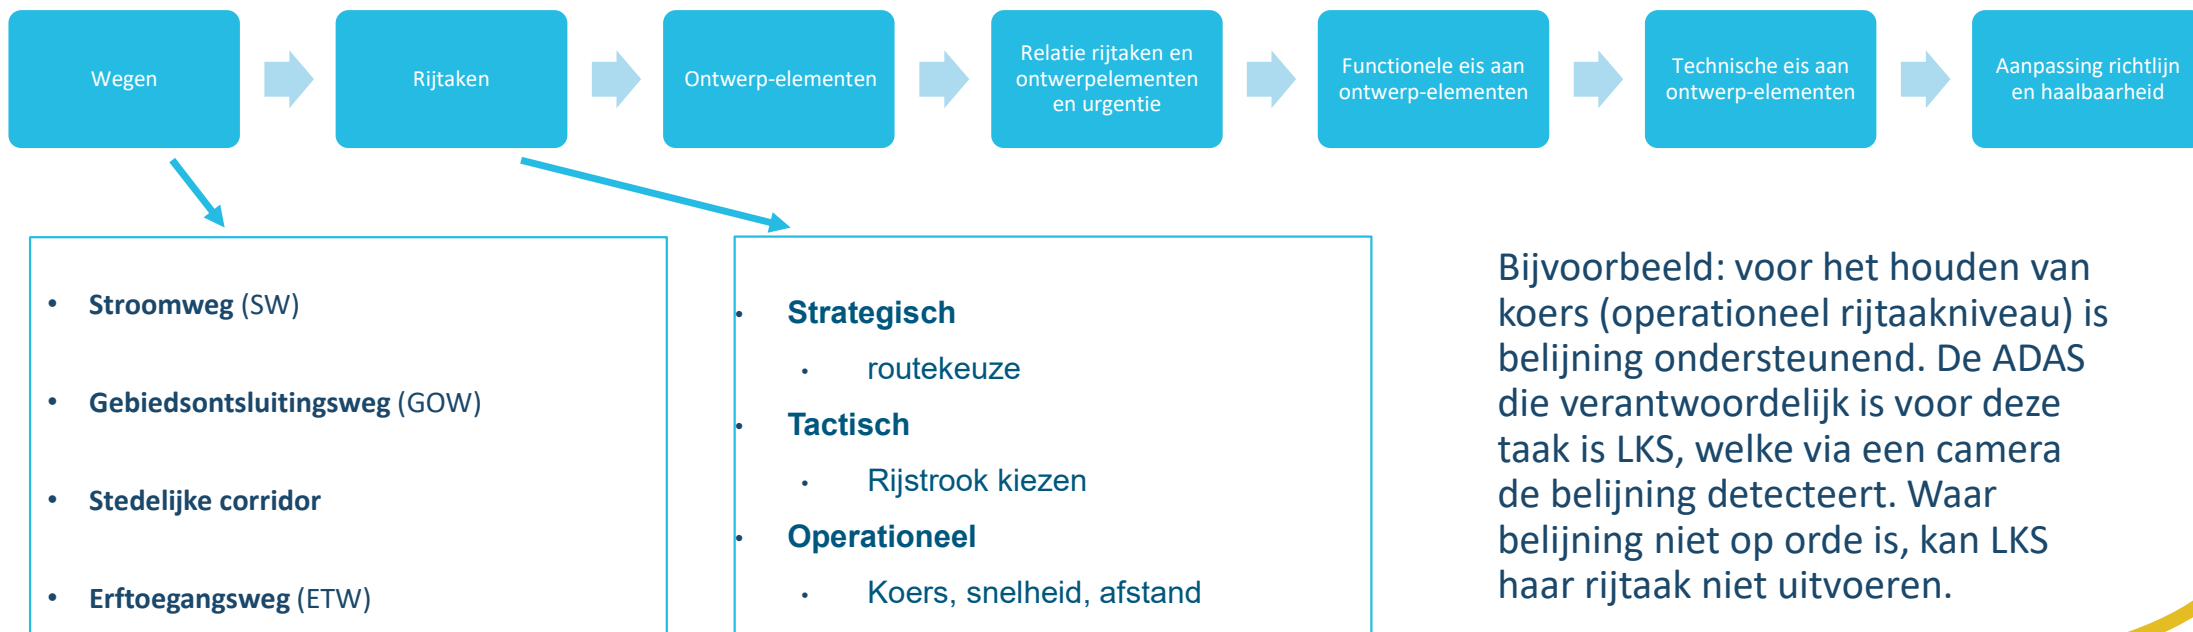 Wegen
Rijtaken
Ontwerp-elementen
Relatie rijtaken en
ontwerpelementen
en urgentie
Functionele eis aan
ontwerp-elementen
Technische eis aan
ontwerp-elementen
Aanpassing richtlijn
en haalbaarheid
• Stroomweg (SW)
• Gebiedsontsluitingsweg (GOW)
• Stedelijke corridor
• Erftoegangsweg (ETW)
• Strategisch
• routekeuze
• Tactisch
• Rijstrook kiezen
• Operationeel
• Koers, snelheid, afstand
Bijvoorbeeld: voor het houden van
koers (operationeel rijtaakniveau) is
belijning ondersteunend. De ADAS
die verantwoordelijk is voor deze
taak is LKS, welke via een camera
de belijning detecteert. Waar
belijning niet op orde is, kan LKS
haar rijtaak niet uitvoeren.